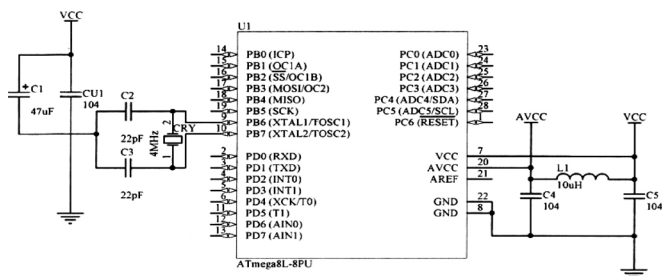 U1
VCC
C1
47uF
CU1
104
C2
22pF
C3
22pF
2
CRY
4MHz
1
14 PB0 (ICP)
15 PB1 (OC1A)
16 PB2 (SS/OC1B)
17 PB3 (MOSI/OC2)
18 PB4 (MISO)
19 PB5 (SCK)
9 PB6 (XTAL1/TOSC1)
10 PB7 (XTAL2/TOSC2)
2 PD0 (RXD)
3 PD1 (TXD)
4 PD2 (INT0)
5 PD3 (INT1)
6 PD4 (XCK/T0)
11 PD5 (T1)
12 PD6 (AIN0)
13 PD7 (AIN1)
PC0 (ADC0) 23
PC1 (ADC1) 24
PC2 (ADC2) 25
PC3 (ADC3) 26
PC4 (ADC4/SDA) 27
PC5 (ADC5/SCL) 28
PC6 (RESET) 1
VCC 7
AVCC 20
AREF 21
GND 22
GND 8
ATmega8L-8PU
AVCC
VCC
L1
10uH
C4
104
C5
104